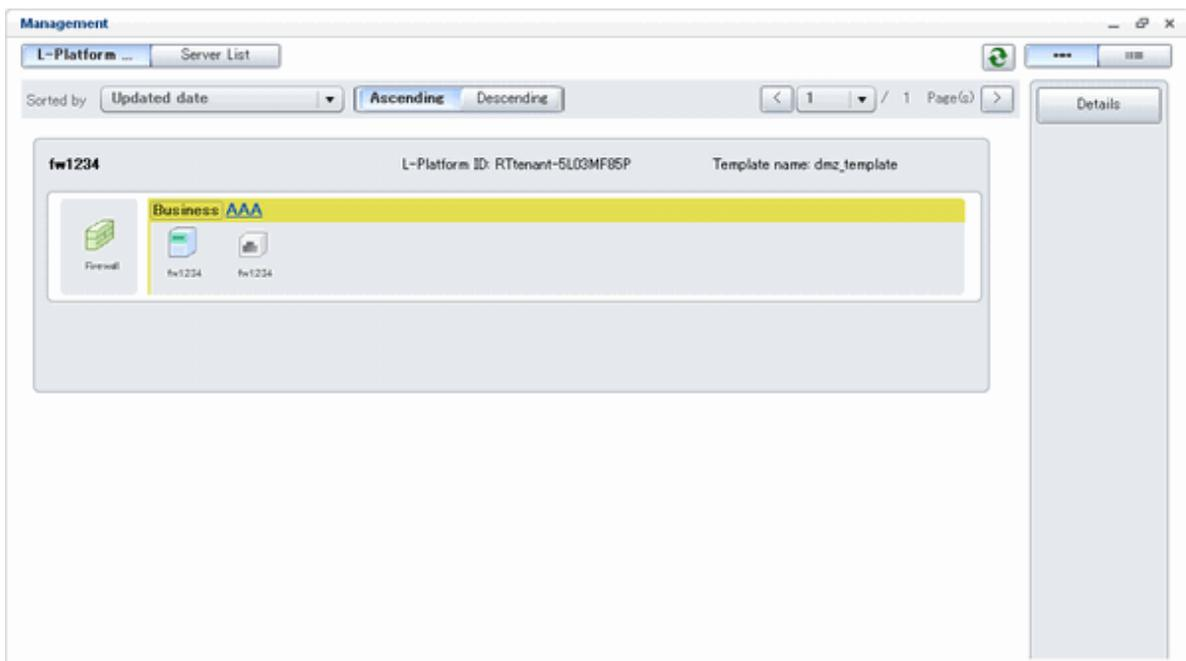 Management
L-Platform ... Server List
Sorted by Updated date Ascending Descending < 1 / 1 Page(s) >
Details
fw1234 L-Platform ID: RTtenant-5L03MF85P Template name: dmz_template
Business AAA
Firewall fw1234 fw1234